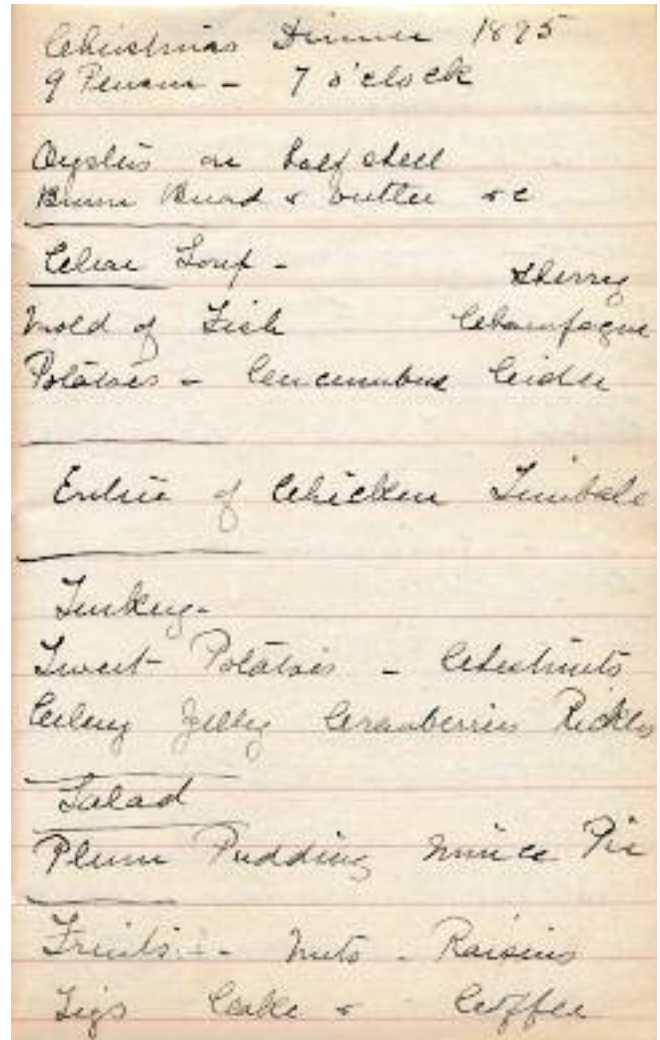 Christmas Dinner 1895
9 Persons - 7 o'clock
Oysters on half shell
Brown Bread & butter &c
Clear Soup - Sherry
Mold of Fish Champagne
Potatoes - Cucumbers Cider
Entrée of Chicken Timbale
Turkey -
Sweet Potatoes - Chestnuts
Celery Jelly Cranberries Pickles
Salad
Plum Pudding Mince Pie
Fruits - Nuts - Raisins
Figs Cake & Coffee